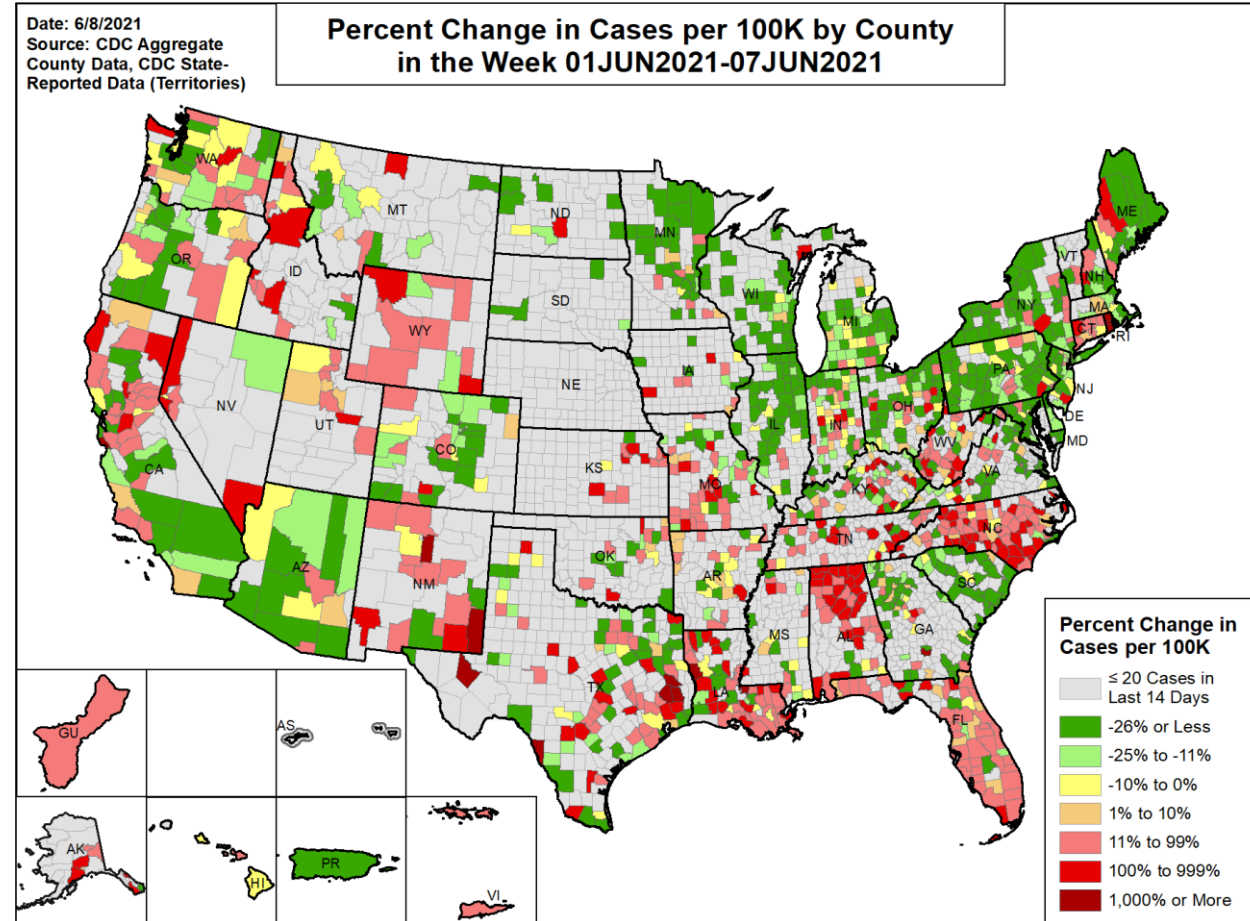 Date: 6/8/2021
Source: CDC Aggregate
County Data, CDC State-
Reported Data (Territories)
Percent Change in Cases per 100K by County
in the Week 01JUN2021-07JUN2021
WA
MT
ND
MN
ME
OR
ID
SD
WI
MI
VT
NH
NY
MA
CT
RI
WY
NE
IA
PA
NJ
NV
UT
CO
KS
MO
IL
IN
OH
WV
DE
MD
VA
KY
CA
AZ
NM
OK
AR
TN
NC
SC
TX
LA
MS
AL
GA
FL
GU
AS
AK
HI
PR
VI
Percent Change in
Cases per 100K
≤ 20 Cases in
Last 14 Days
-26% or Less
-25% to -11%
-10% to 0%
1% to 10%
11% to 99%
100% to 999%
1,000% or More